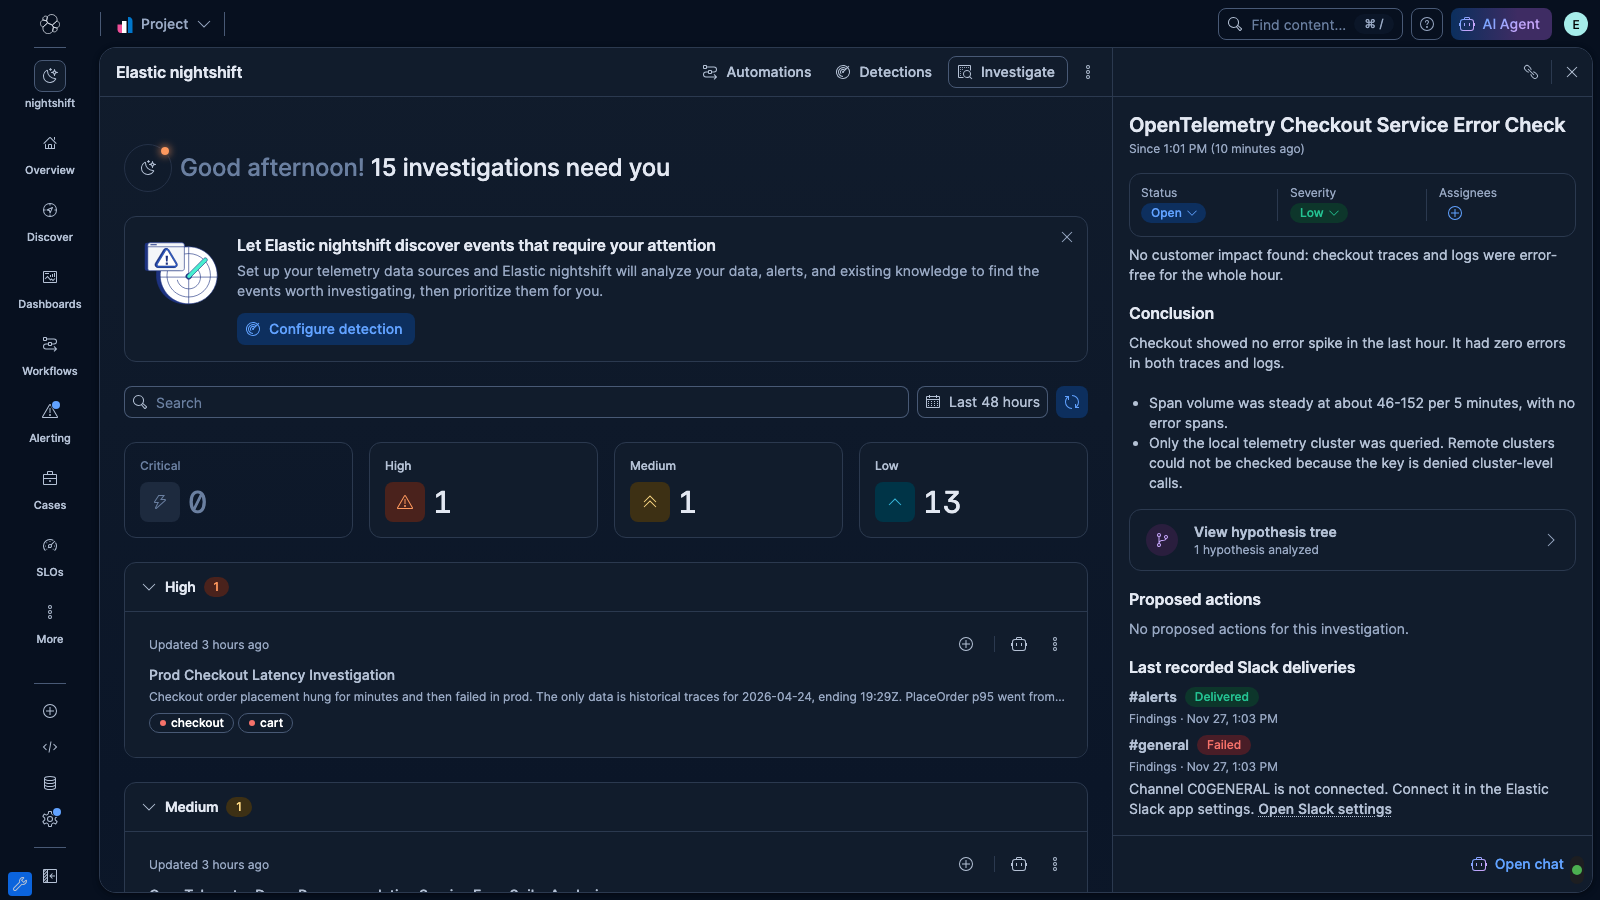 Project
Find content...
⌘ /
AI Agent
E
nightshift
Overview
Discover
Dashboards
Workflows
Alerting
Cases
SLOs
More
Elastic nightshift
Automations
Detections
Investigate
Good afternoon! 15 investigations need you
Let Elastic nightshift discover events that require your attention
Set up your telemetry data sources and Elastic nightshift will analyze your data, alerts, and existing knowledge to find the
events worth investigating, then prioritize them for you.
Configure detection
Search
Last 48 hours
Critical
0
High
1
Medium
1
Low
13
High 1
Updated 3 hours ago
Prod Checkout Latency Investigation
Checkout order placement hung for minutes and then failed in prod. The only data is historical traces for 2026-04-24, ending 19:29Z. PlaceOrder p95 went from...
checkout
cart
Medium 1
Updated 3 hours ago
OpenTelemetry Checkout Service Error Check
Since 1:01 PM (10 minutes ago)
Status
Open
Severity
Low
Assignees
No customer impact found: checkout traces and logs were error-
free for the whole hour.
Conclusion
Checkout showed no error spike in the last hour. It had zero errors
in both traces and logs.
• Span volume was steady at about 46-152 per 5 minutes, with no
error spans.
• Only the local telemetry cluster was queried. Remote clusters
could not be checked because the key is denied cluster-level
calls.
View hypothesis tree
1 hypothesis analyzed
Proposed actions
No proposed actions for this investigation.
Last recorded Slack deliveries
#alerts Delivered
Findings · Nov 27, 1:03 PM
#general Failed
Findings · Nov 27, 1:03 PM
Channel C0GENERAL is not connected. Connect it in the Elastic
Slack app settings. Open Slack settings
Open chat